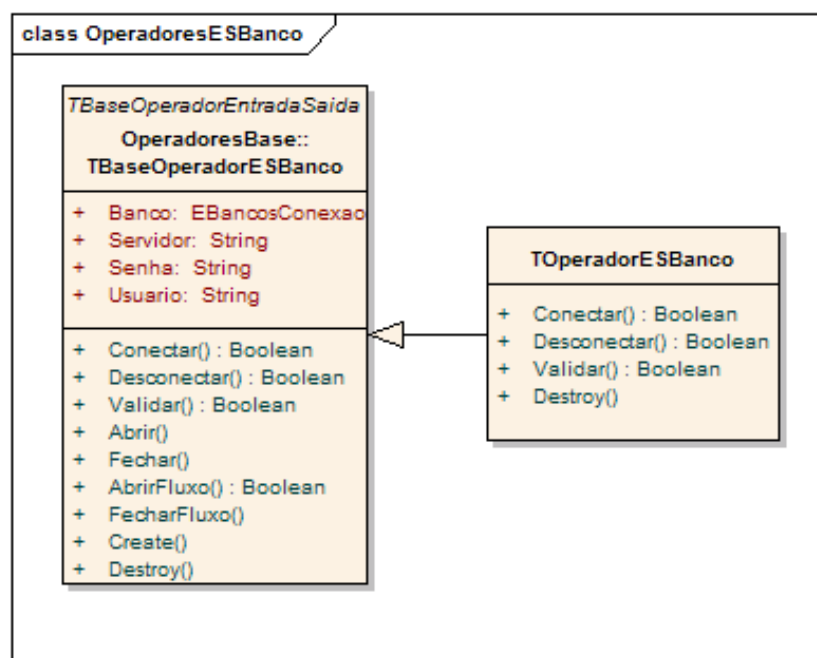 class OperadoresESBanco
TBaseOperadorEntradaSaida
OperadoresBase::
TBaseOperadorESBanco
+ Banco: EBancosConexao
+ Servidor: String
+ Senha: String
+ Usuario: String
+ Conectar() : Boolean
+ Desconectar() : Boolean
+ Validar() : Boolean
+ Abrir()
+ Fechar()
+ AbrirFluxo() : Boolean
+ FecharFluxo()
+ Create()
+ Destroy()
TOperadorESBanco
+ Conectar() : Boolean
+ Desconectar() : Boolean
+ Validar() : Boolean
+ Destroy()